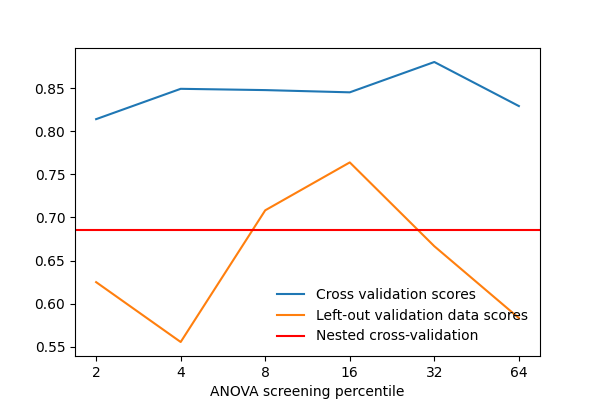 0.85
0.80
0.75
0.70
0.65
0.60
0.55
Cross validation scores
Left-out validation data scores
Nested cross-validation
2 4 8 16 32 64
ANOVA screening percentile